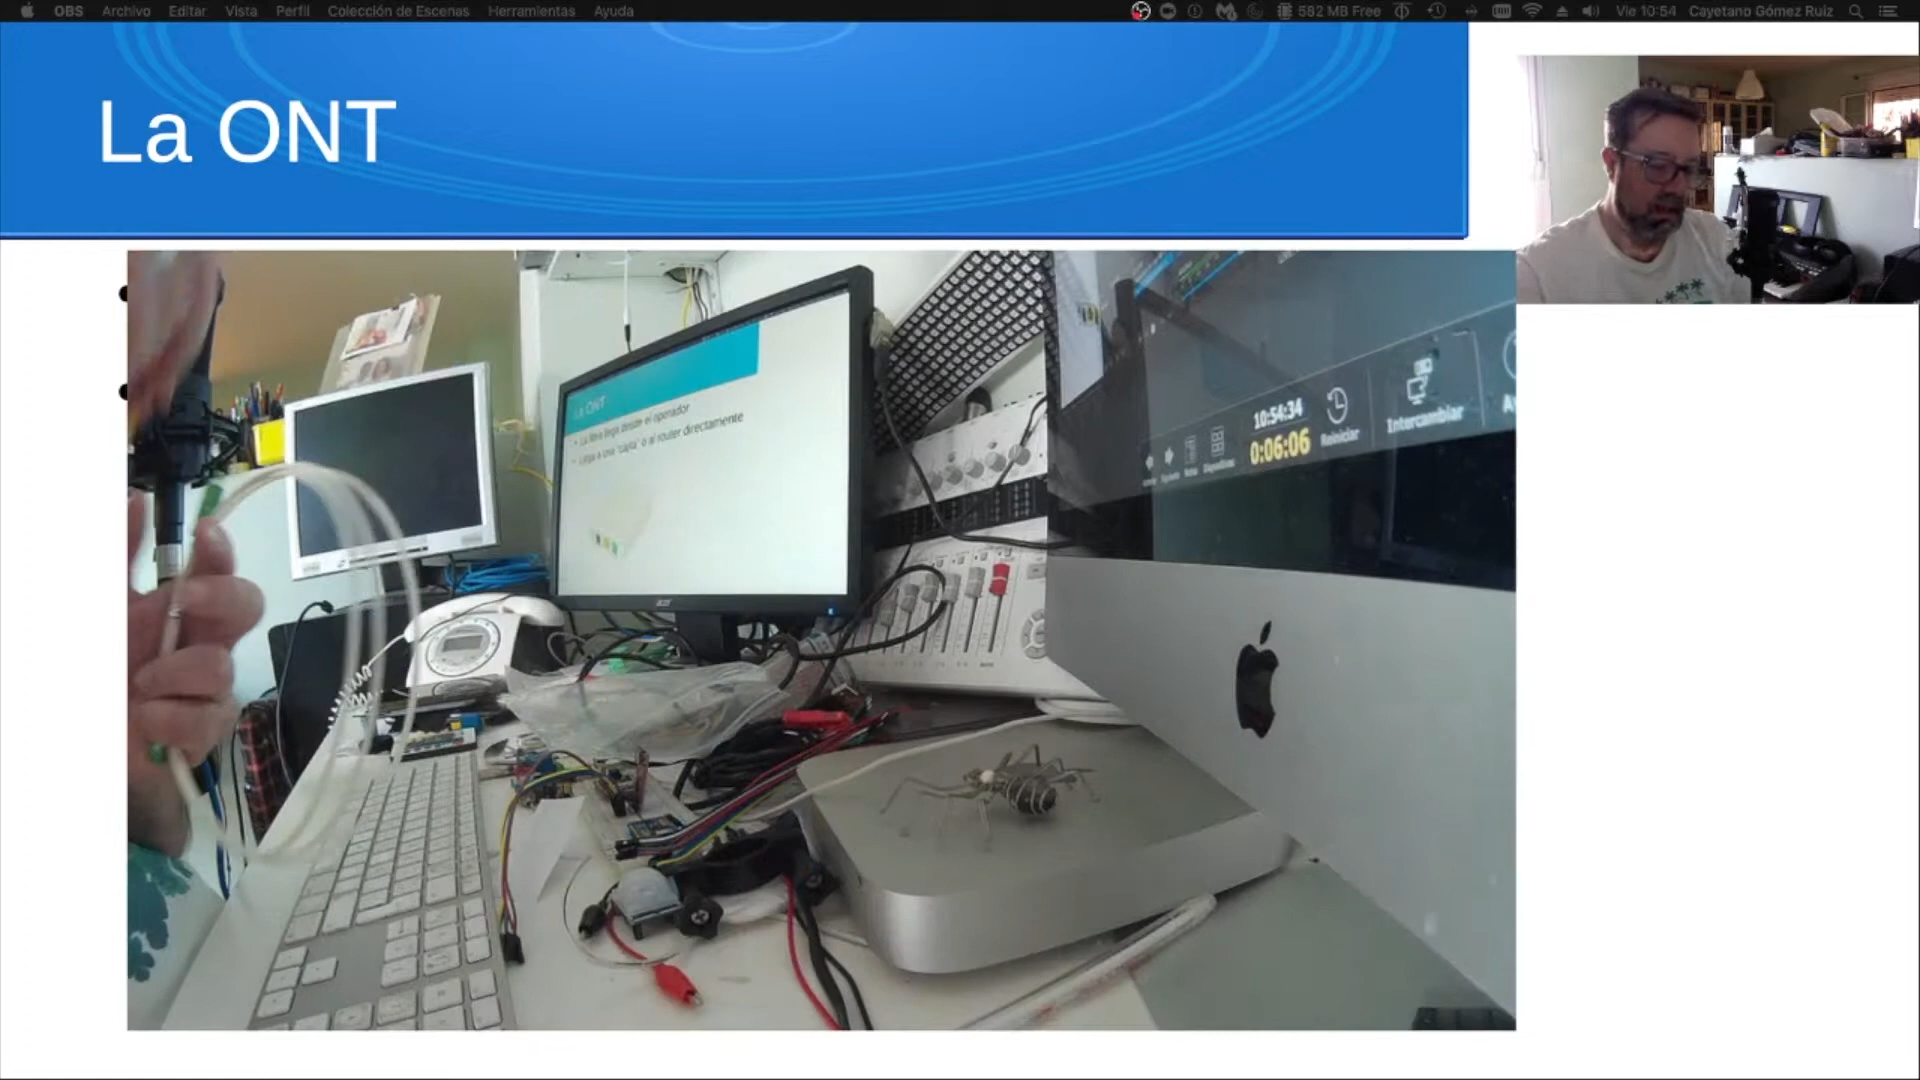 OBS Archivo Editar Vista Perfil Colección de Escenas Herramientas Ayuda 582 MB Free Vie 10:54 Cayetano Gómez Ruiz
La ONT
La ONT
La fibra llega desde el operador
Llega a una "cajita" o al router directamente
acer
10:54:34
0:06:06
Reiniciar
Intercambiar